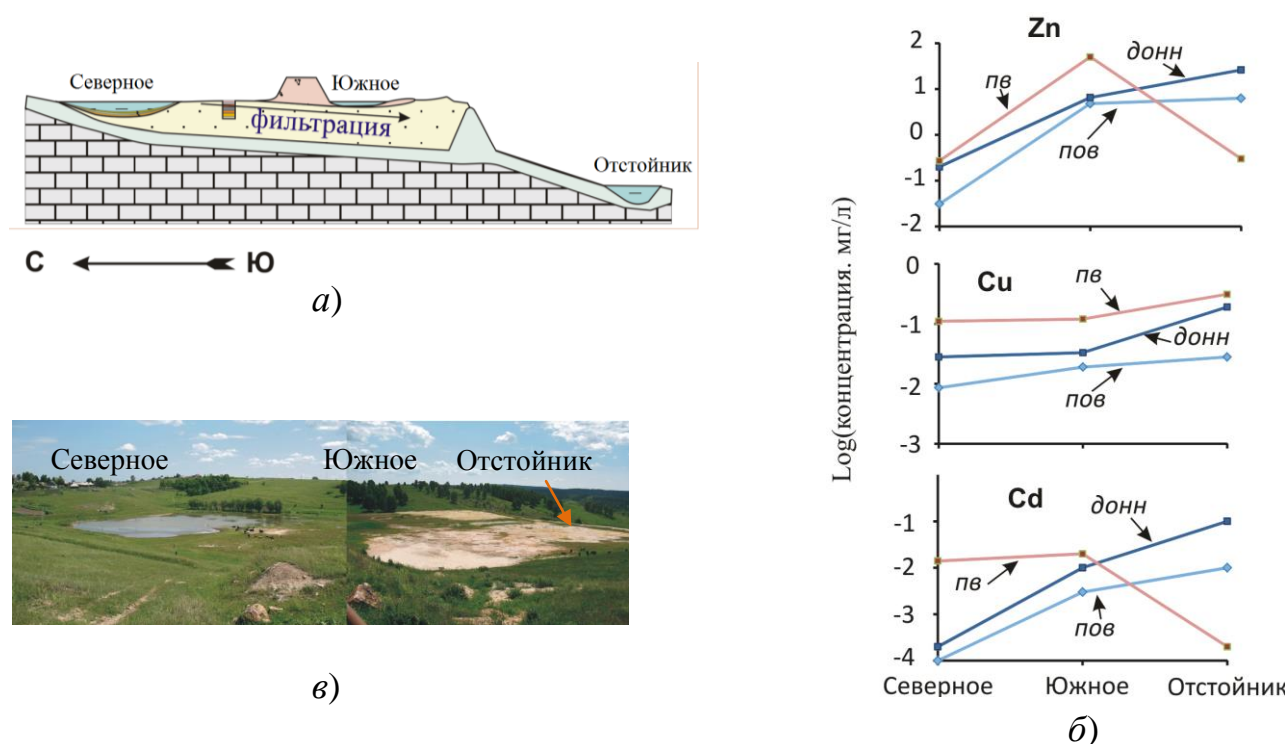 Северное
Южное
фильтрация
Отстойник
С
Ю
а)
Северное
Южное
Отстойник
в)
Log(концентрация. мг/л)
Zn
2
1
0
-1
-2
пв
донн
пов
Cu
0
-1
-2
-3
пв
донн
пов
Cd
-1
-2
-3
-4
донн
пв
пов
Северное
Южное
Отстойник
б)